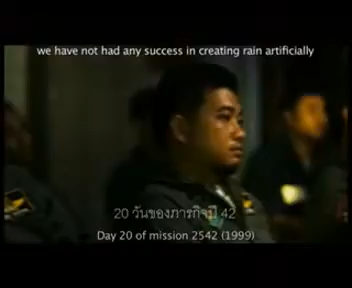 we have not had any success in creating rain artificially
20 วันของภารกิจปี 42
Day 20 of mission 2542 (1999)